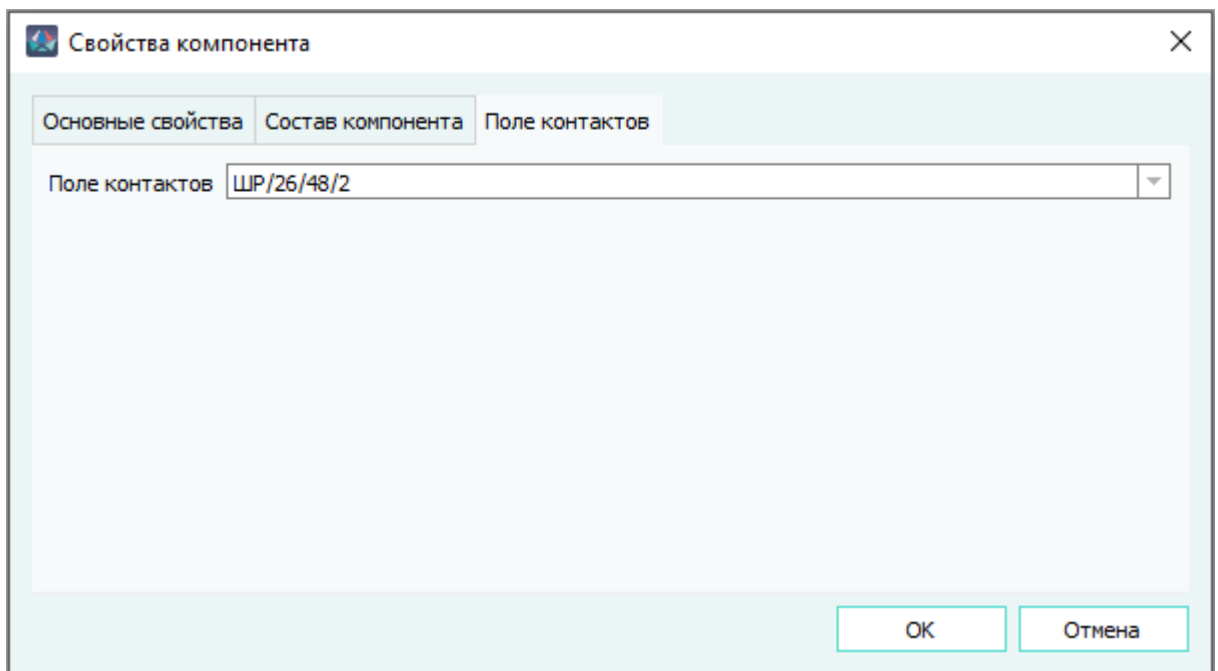 Свойства компонента
Основные свойства Состав компонента Поле контактов
Поле контактов ШР/26/48/2
OK Отмена